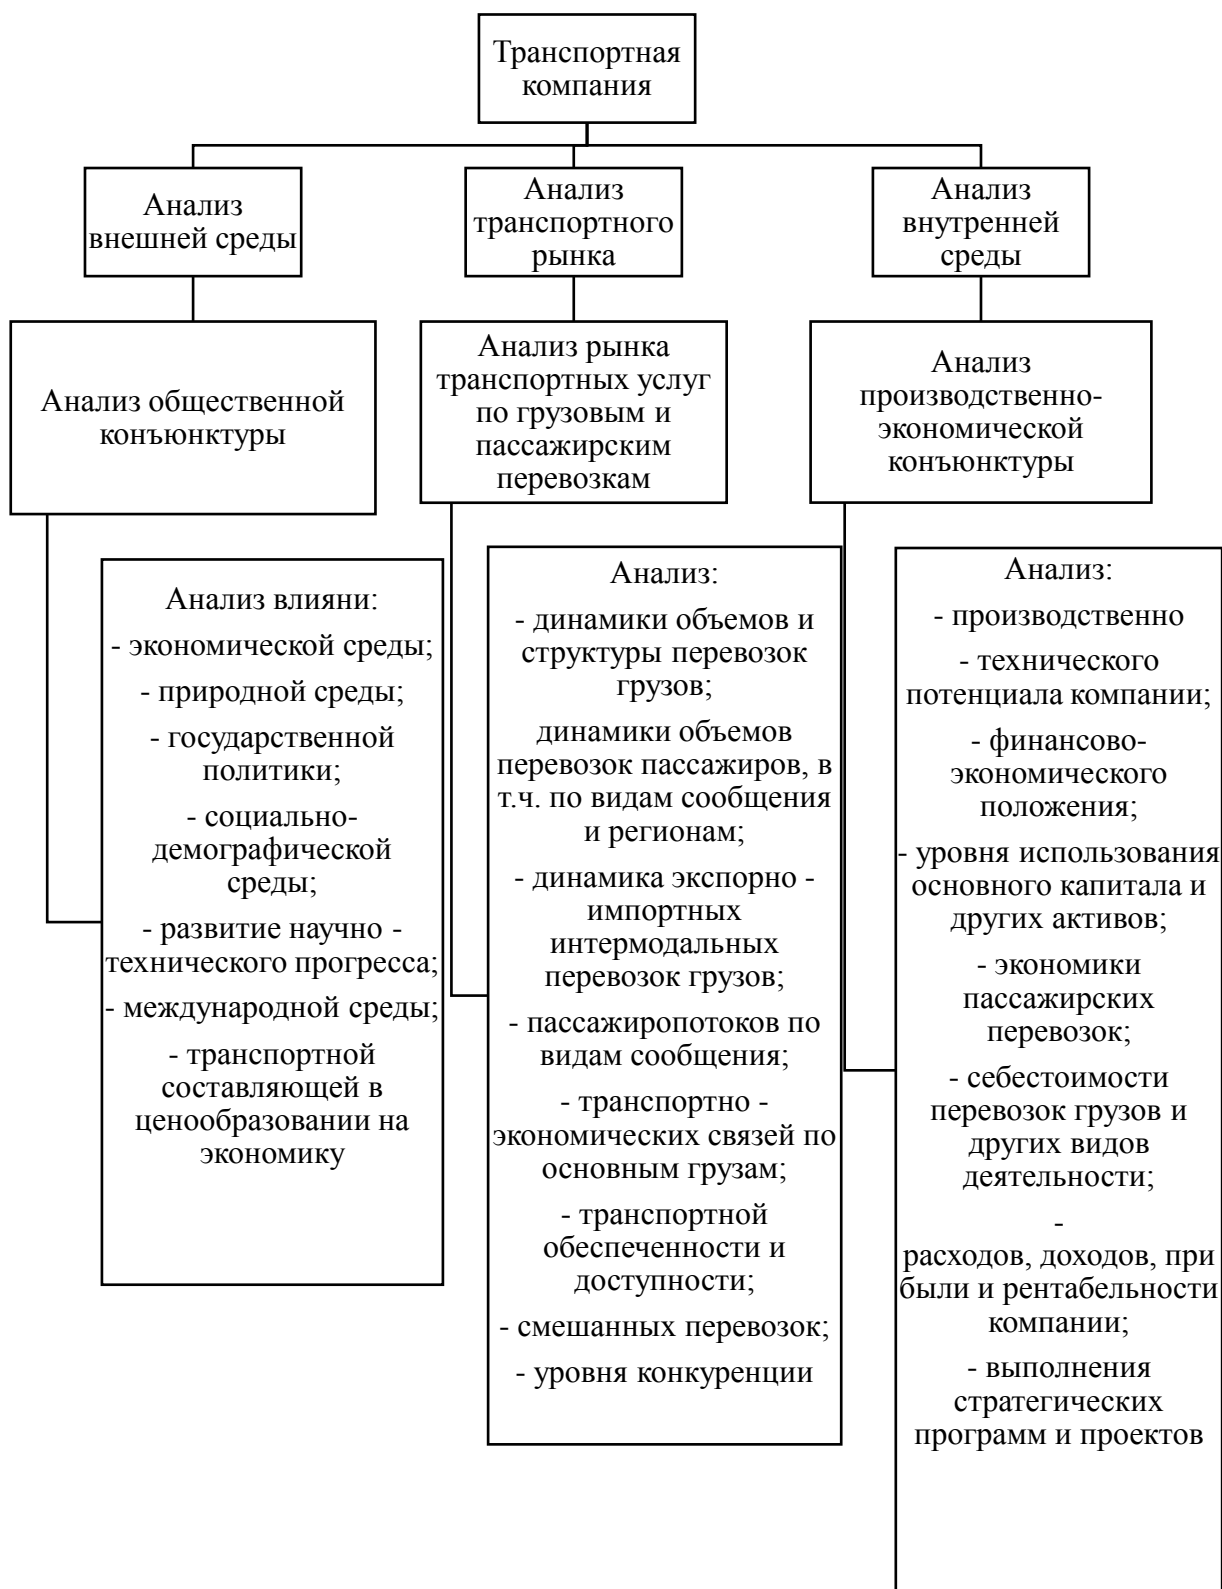 Транспортная
компания
Анализ
внешней среды
Анализ
транспортного
рынка
Анализ
внутренней
среды
Анализ общественной
конъюнктуры
Анализ рынка
транспортных услуг
по грузовым и
пассажирским
перевозкам
Анализ
производственно-
экономической
конъюнктуры
Анализ влияни:
- экономической среды;
- природной среды;
- государственной
политики;
- социально-
демографической
среды;
- развитие научно -
технического прогресса;
- международной среды;
- транспортной
составляющей в
ценообразовании на
экономику
Анализ:
- динамики объемов и
структуры перевозок
грузов;
динамики объемов
перевозок пассажиров, в
т.ч. по видам сообщения
и регионам;
- динамика экспорно -
импортных
интермодальных
перевозок грузов;
- пассажиропотоков по
видам сообщения;
- транспортно -
экономических связей по
основным грузам;
- транспортной
обеспеченности и
доступности;
- смешанных перевозок;
- уровня конкуренции
Анализ:
- производственно
- технического
потенциала компании;
- финансово-
экономического
положения;
- уровня использования
основного капитала и
других активов;
- экономики
пассажирских
перевозок;
- себестоимости
перевозок грузов и
других видов
деятельности;
-
расходов, доходов, при
были и рентабельности
компании;
- выполнения
стратегических
программ и проектов